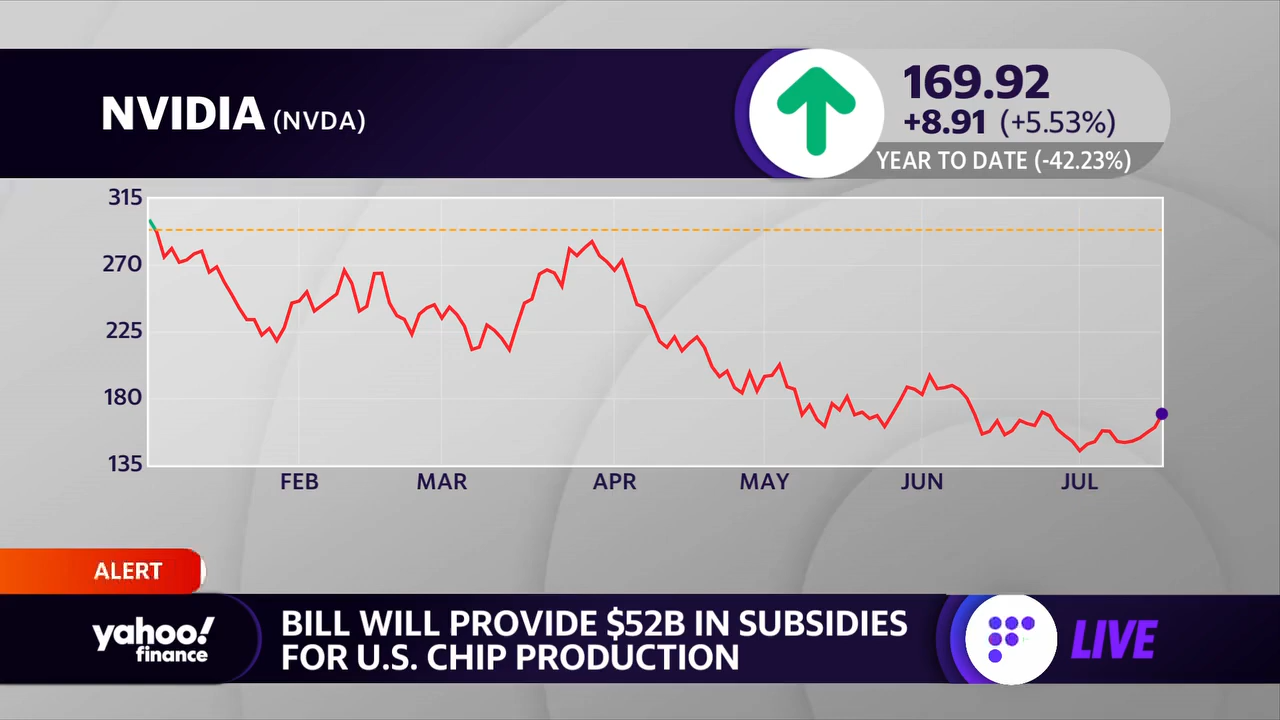 NVIDIA (NVDA)
169.92
+8.91 (+5.53%)
YEAR TO DATE (-42.23%)
315
270
225
180
135
FEB MAR APR MAY JUN JUL
ALERT
yahoo!
finance
BILL WILL PROVIDE $52B IN SUBSIDIES
FOR U.S. CHIP PRODUCTION
LIVE